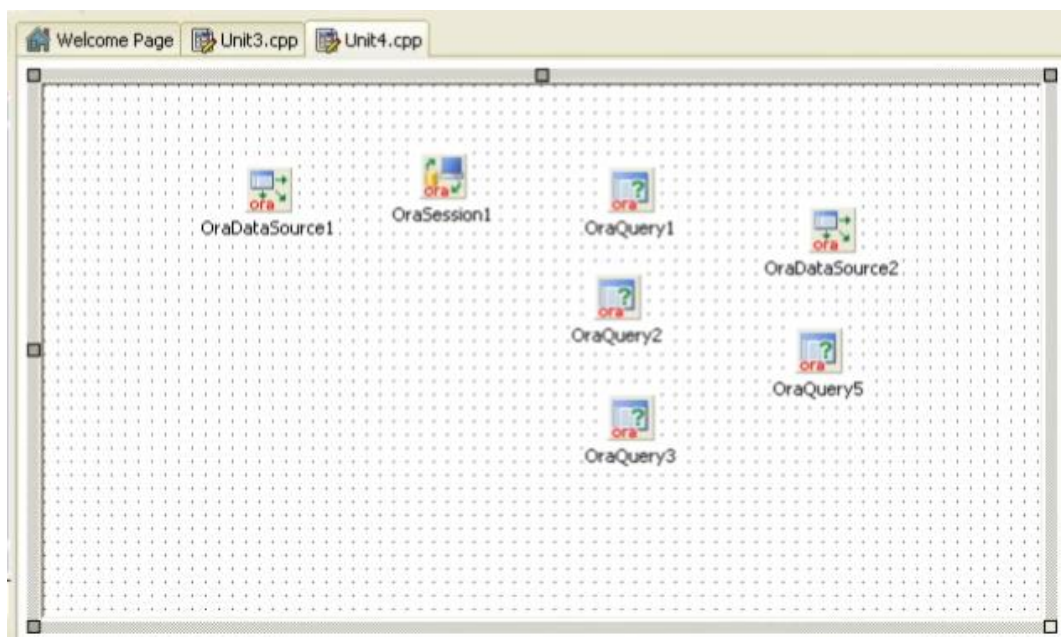 Welcome Page Unit3.cpp Unit4.cpp
ora
OraDataSource1
ora
OraSession1
ora
OraQuery1
ora
OraDataSource2
ora
OraQuery2
ora
OraQuery5
ora
OraQuery3